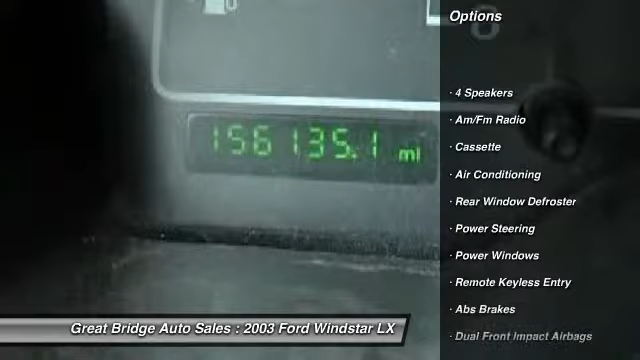 Options
156135.1 mi
· 4 Speakers
· Am/Fm Radio
· Cassette
· Air Conditioning
· Rear Window Defroster
· Power Steering
· Power Windows
· Remote Keyless Entry
· Abs Brakes
· Dual Front Impact Airbags
Great Bridge Auto Sales : 2003 Ford Windstar LX